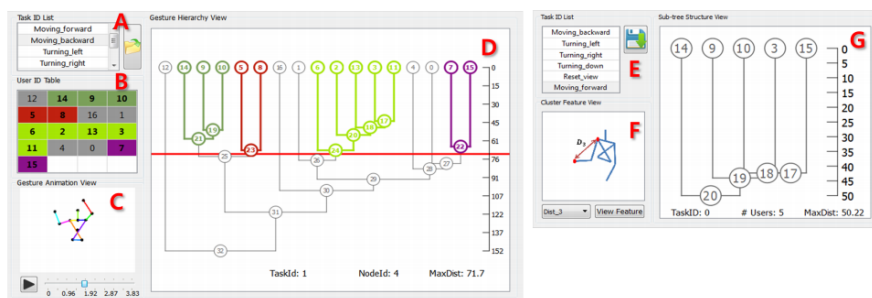 Task ID List
A
Moving_forward
Moving_backward
Turning_left
Turning_right
User ID Table
B
12 14 9 10
5 8 16 1
6 2 13 3
11 4 0 7
15
Gesture Animation View
C
0 0.96 1.92 2.87 3.83
Gesture Hierarchy View
D
12 14 9 10 5 8 16 1 6 2 13 3 11 4 0 7 15
0
15
30
45
61
76
91
107
122
137
152
17
18
19
20
21
22
23
24
25
26
27
28
29
30
31
32
TaskId: 1 NodeId: 4 MaxDist: 71.7
Task ID List
Moving_backward
Turning_left
Turning_right
Turning_down
Reset_view
Moving_forward
E
Cluster Feature View
F
D3
Dist_3 View Feature
Sub-tree Structure View
G
14 9 10 3 15
0
5
10
15
20
25
30
35
40
45
50
20 19 18 17
TaskID: 0 # Users: 5 MaxDist: 50.22